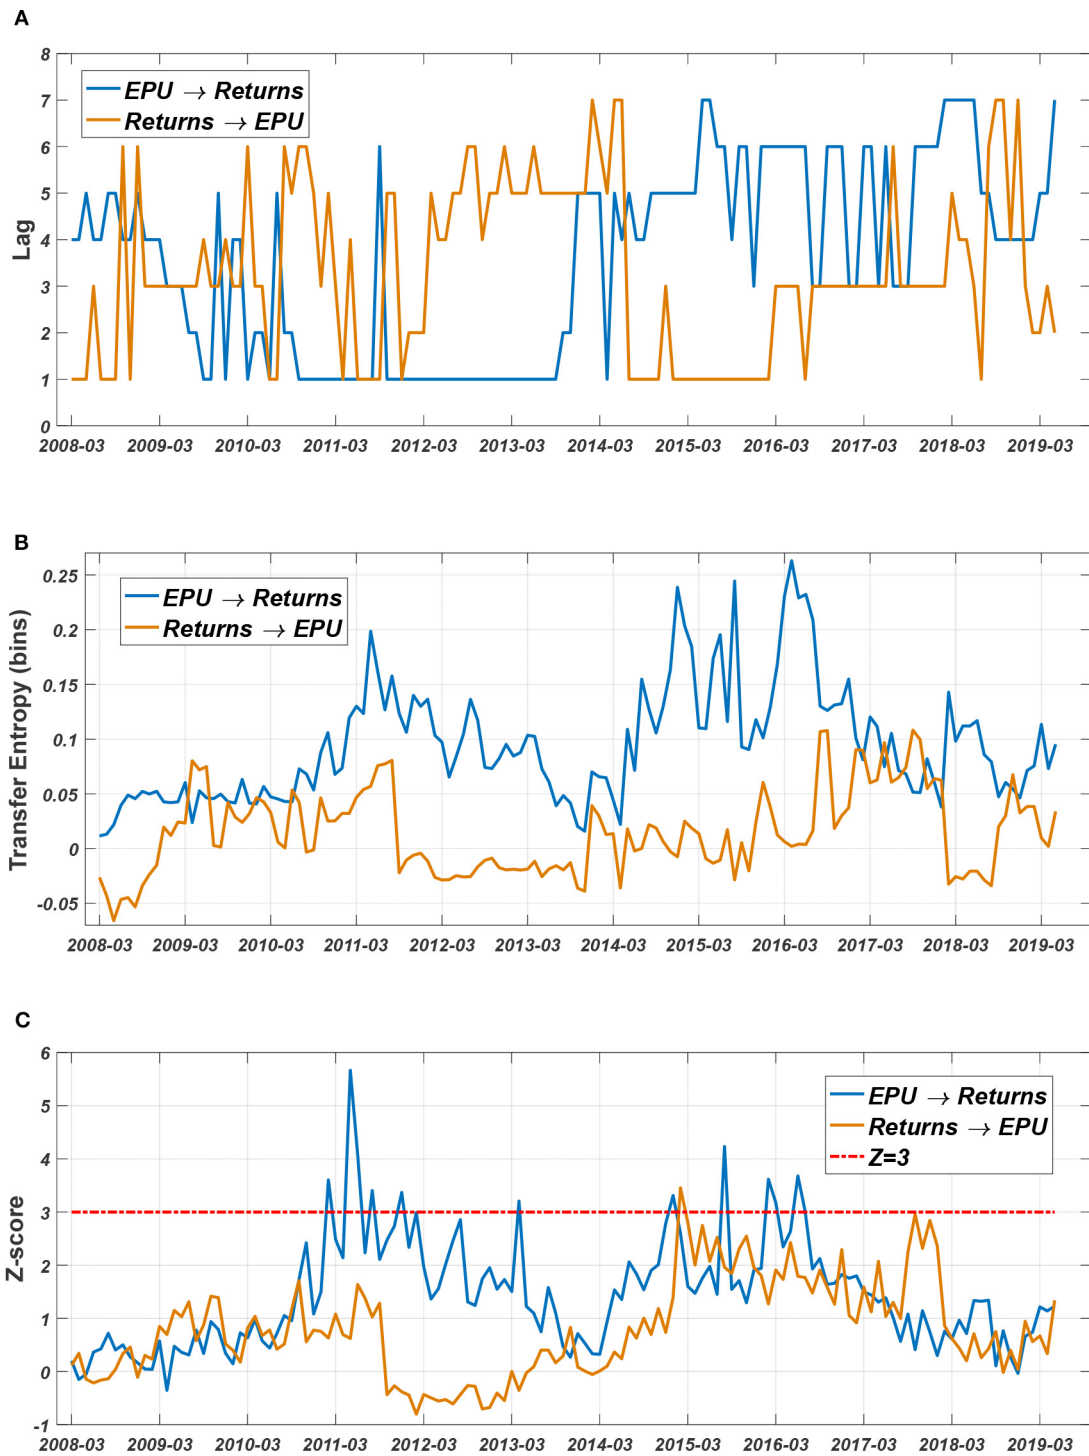 A
8
7
6
5
4
3
2
1
0
Lag
EPU → Returns
Returns → EPU
2008-03 2009-03 2010-03 2011-03 2012-03 2013-03 2014-03 2015-03 2016-03 2017-03 2018-03 2019-03
B
0.25
0.2
0.15
0.1
0.05
0
-0.05
Transfer Entropy (bins)
EPU → Returns
Returns → EPU
2008-03 2009-03 2010-03 2011-03 2012-03 2013-03 2014-03 2015-03 2016-03 2017-03 2018-03 2019-03
C
6
5
4
3
2
1
0
-1
Z-score
EPU → Returns
Returns → EPU
Z=3
2008-03 2009-03 2010-03 2011-03 2012-03 2013-03 2014-03 2015-03 2016-03 2017-03 2018-03 2019-03